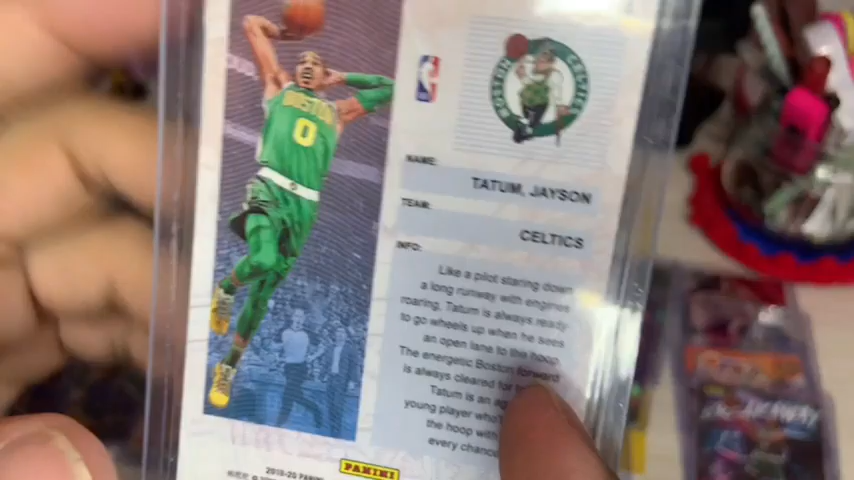 BOSTON
CELTICS
BOSTON
0
NAME:
TATUM, JAYSON
TEAM:
CELTICS
INFO:
Like a pilot staring down
a long runway with engines
roaring, Tatum is always ready
to go wheels up when he sees
an open lane to the hoop.
The energetic Boston forward
is always cleared for
Tatum is an
young player who
the hoop with
every chance
2019-20 PANINI
PANINI